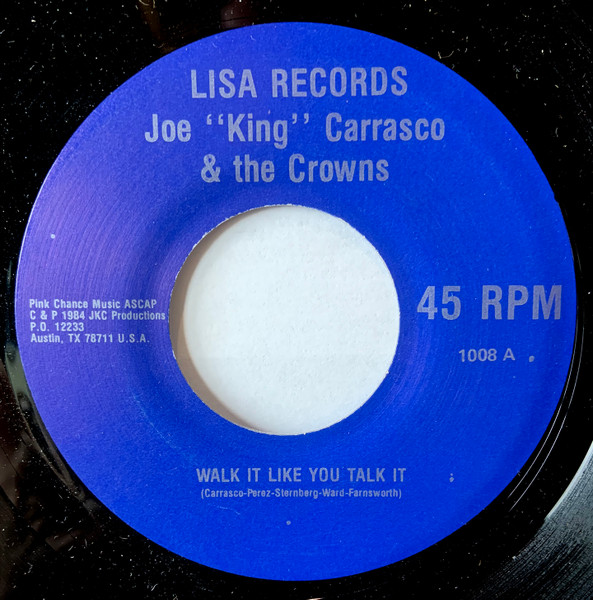 LISA RECORDS
Joe "King" Carrasco
& the Crowns
Pink Chance Music ASCAP
C & P 1984 JKC Productions
P.O. 12233
Austin, TX 78711 U.S.A.
45 RPM
1008 A
WALK IT LIKE YOU TALK IT
(Carrasco-Perez-Sternberg-Ward-Farnsworth)